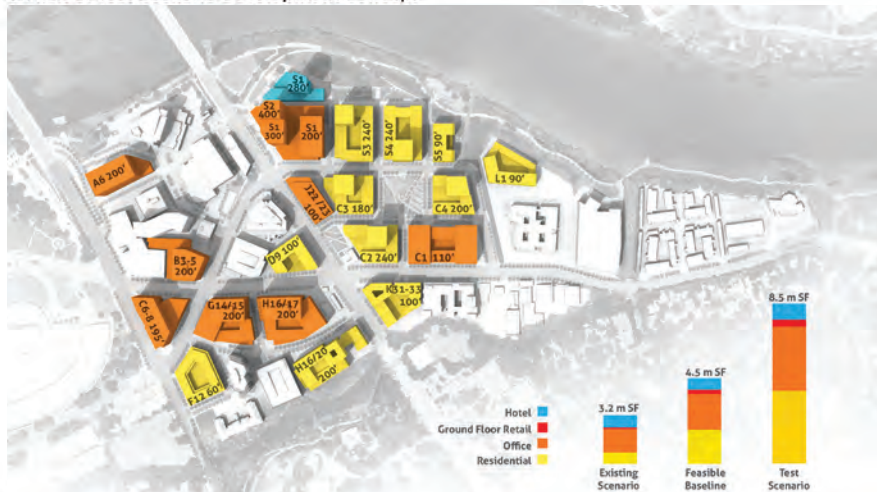 S1
280'
S2
400'
S1
300'
S1
200'
S3 240'
S4 240'
S5 90'
L1 90'
A6 200'
J22/23
100'
C3 180'
C4 200'
B3-5
200'
D9 100'
C2 240'
C1 110'
K31-33
100'
C6-8 195'
G14/15
200'
H16/17
200'
H16/20
200'
F12 60'
8.5 m SF
4.5 m SF
3.2 m SF
Hotel
Ground Floor Retail
Office
Residential
Existing
Scenario
Feasible
Baseline
Test
Scenario